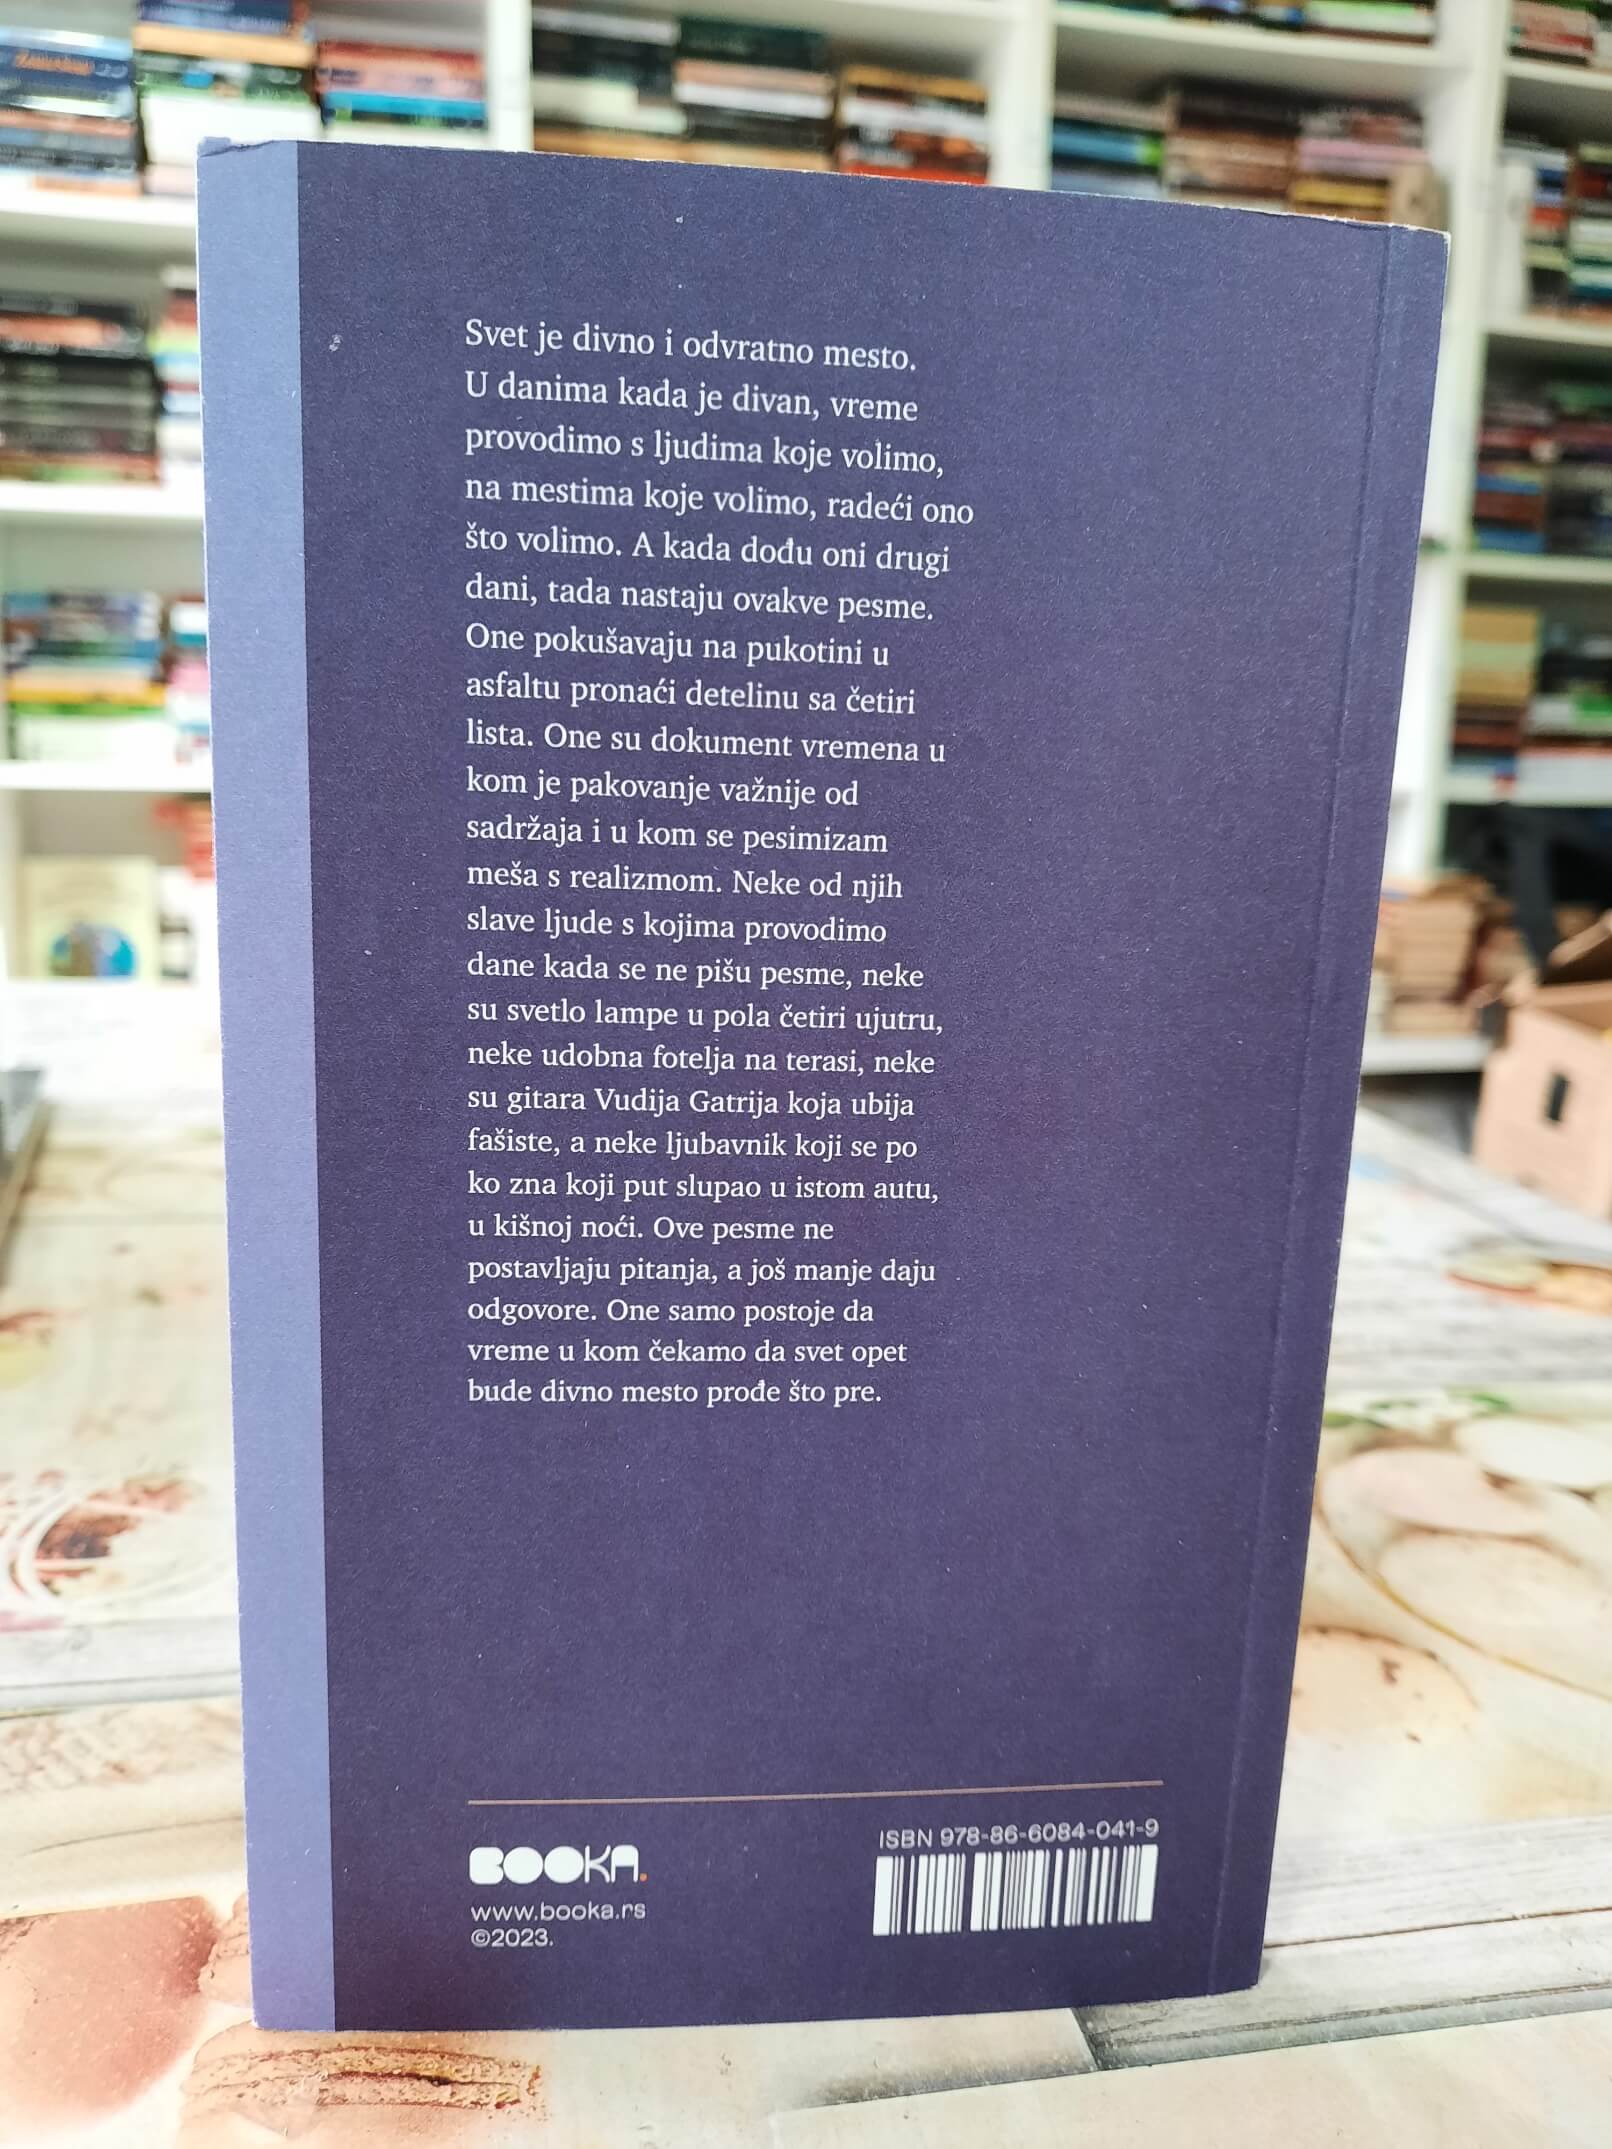 Svet je divno i odvratno mesto.
U danima kada je divan, vreme
provodimo s ljudima koje volimo,
na mestima koje volimo, radeći ono
što volimo. A kada dođu oni drugi
dani, tada nastaju ovakve pesme.
One pokušavaju na pukotini u
asfaltu pronaći detelinu sa četiri
lista. One su dokument vremena u
kom je pakovanje važnije od
sadržaja i u kom se pesimizam
meša s realizmom. Neke od njih
slave ljude s kojima provodimo
dane kada se ne pišu pesme, neke
su svetlo lampe u pola četiri ujutru,
neke udobna fotelja na terasi, neke
su gitara Vudija Gatrija koja ubija
fašiste, a neke ljubavnik koji se po
ko zna koji put slupao u istom autu,
u kišnoj noći. Ove pesme ne
postavljaju pitanja, a još manje daju
odgovore. One samo postoje da
vreme u kom čekamo da svet opet
bude divno mesto prođe što pre.
BOOKA.
www.booka.rs
©2023.
ISBN 978-86-6084-041-9